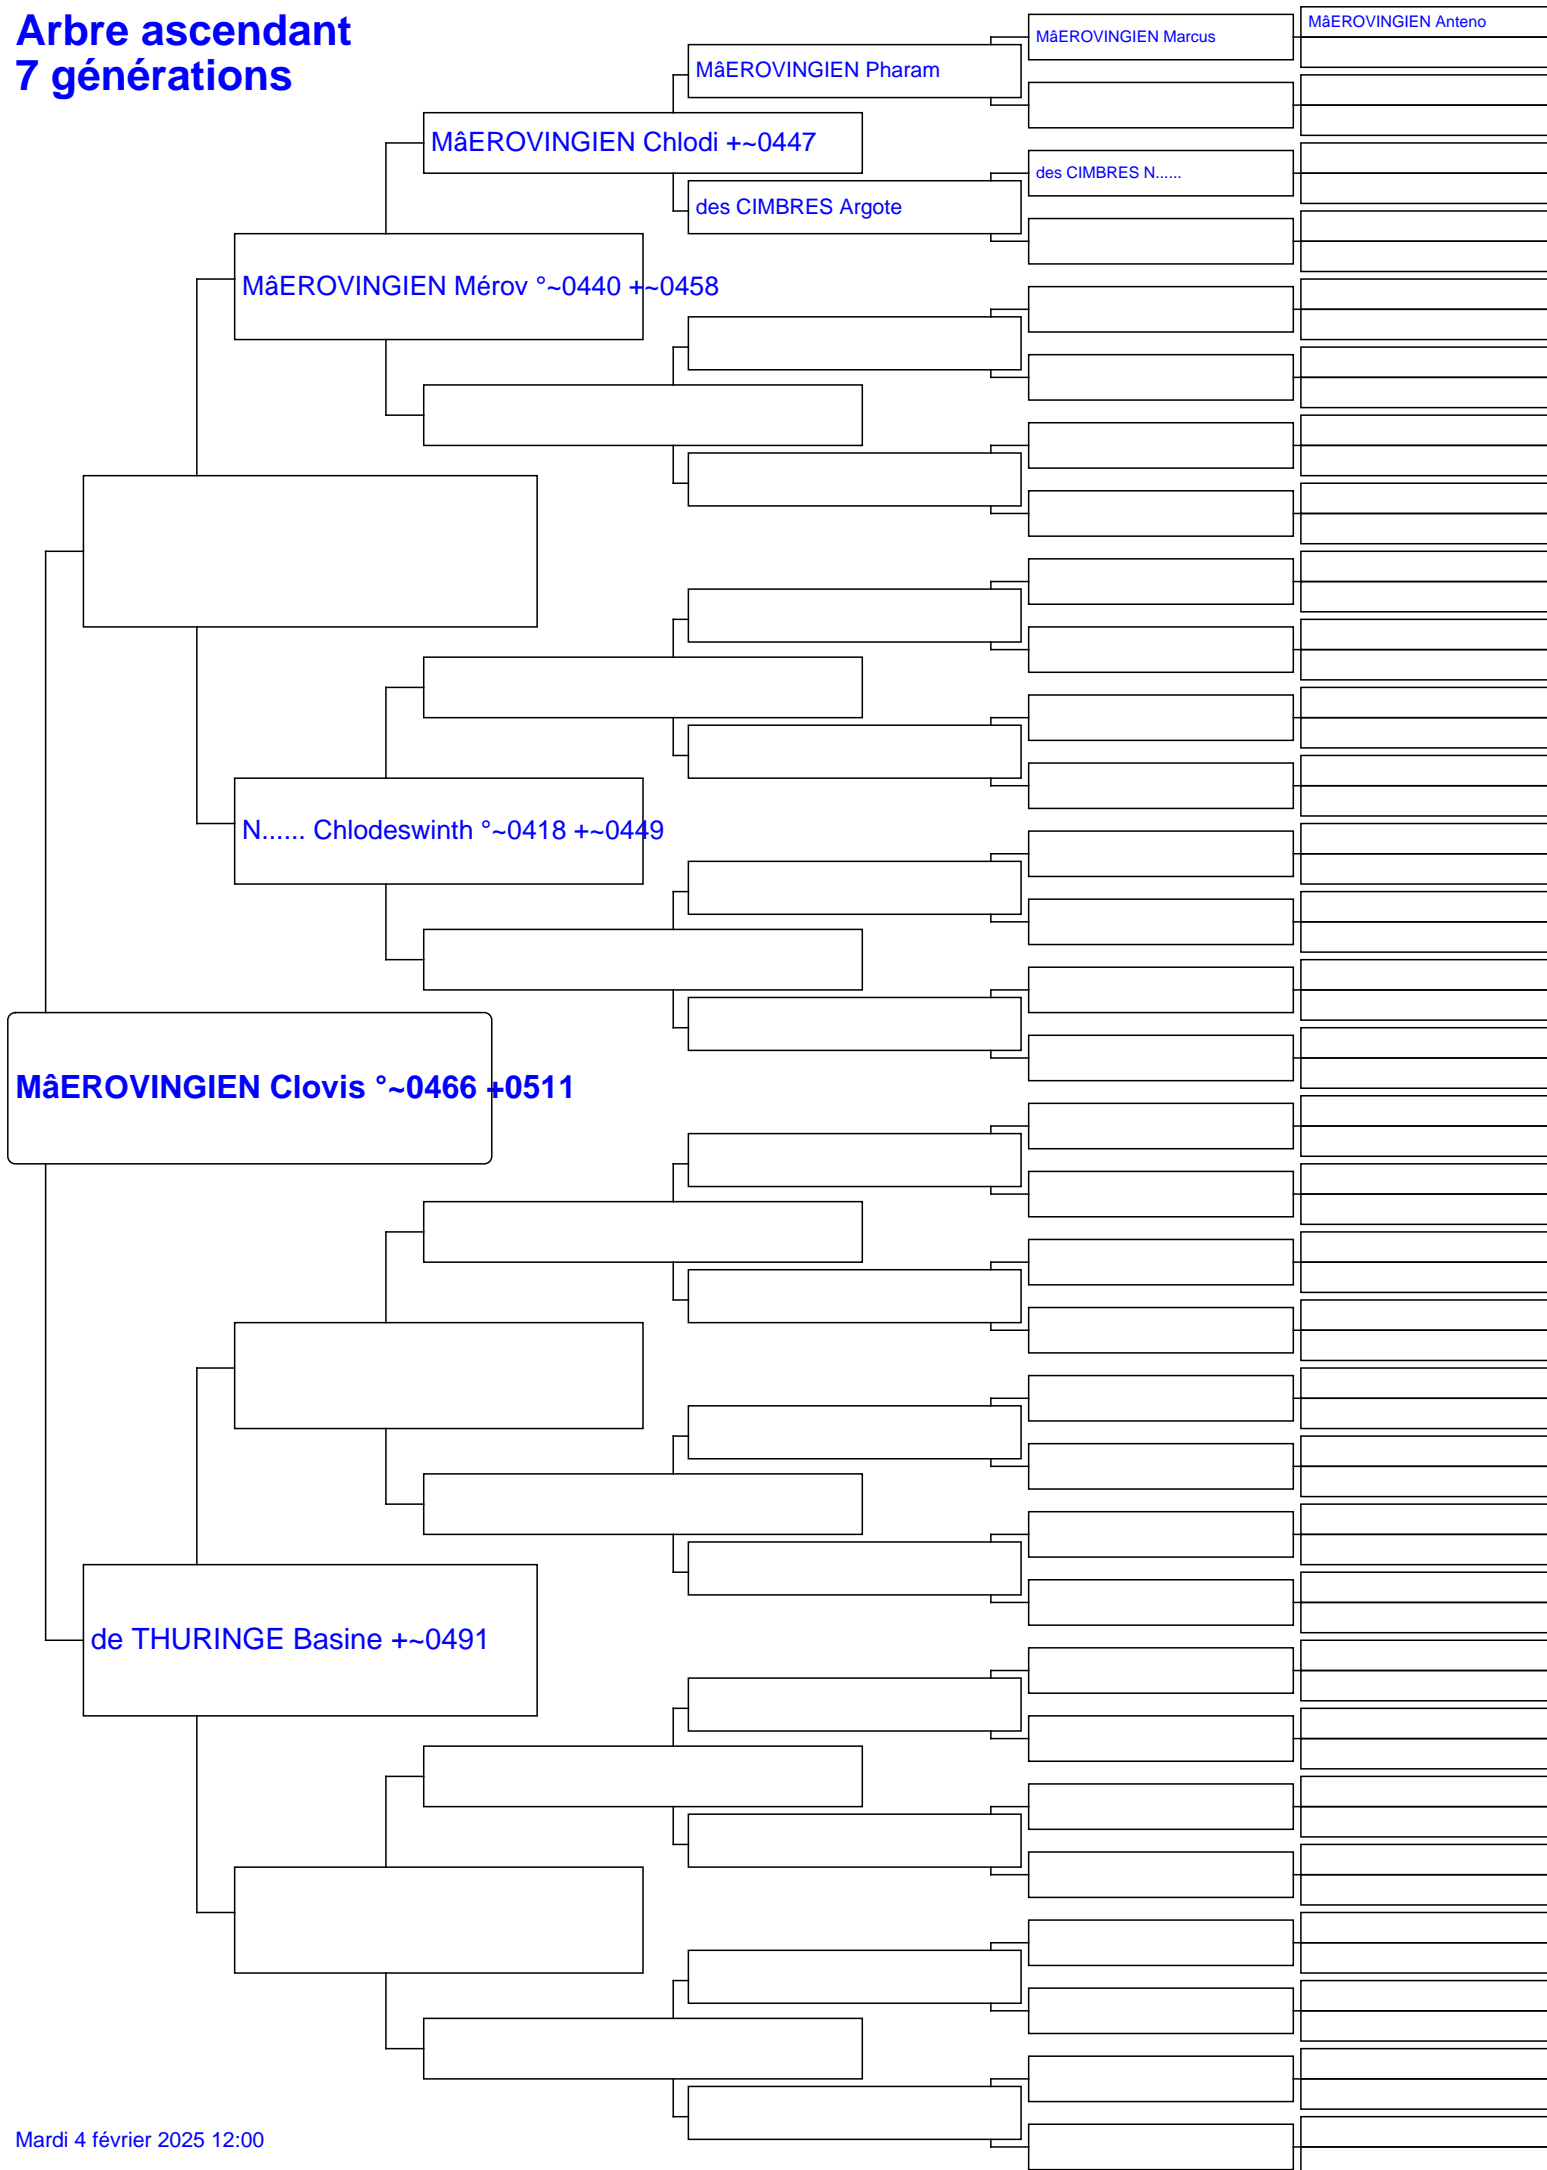 Arbre ascendant
7 générations
MâEROVINGIEN Anteno
MâEROVINGIEN Marcus
MâEROVINGIEN Pharam
MâEROVINGIEN Chlodi +~0447
des CIMBRES N......
des CIMBRES Argote
MâEROVINGIEN Mérov °~0440 +~0458
N...... Chlodeswinth °~0418 +~0449
MâEROVINGIEN Clovis °~0466 +0511
de THURINGE Basine +~0491
Mardi 4 février 2025 12:00